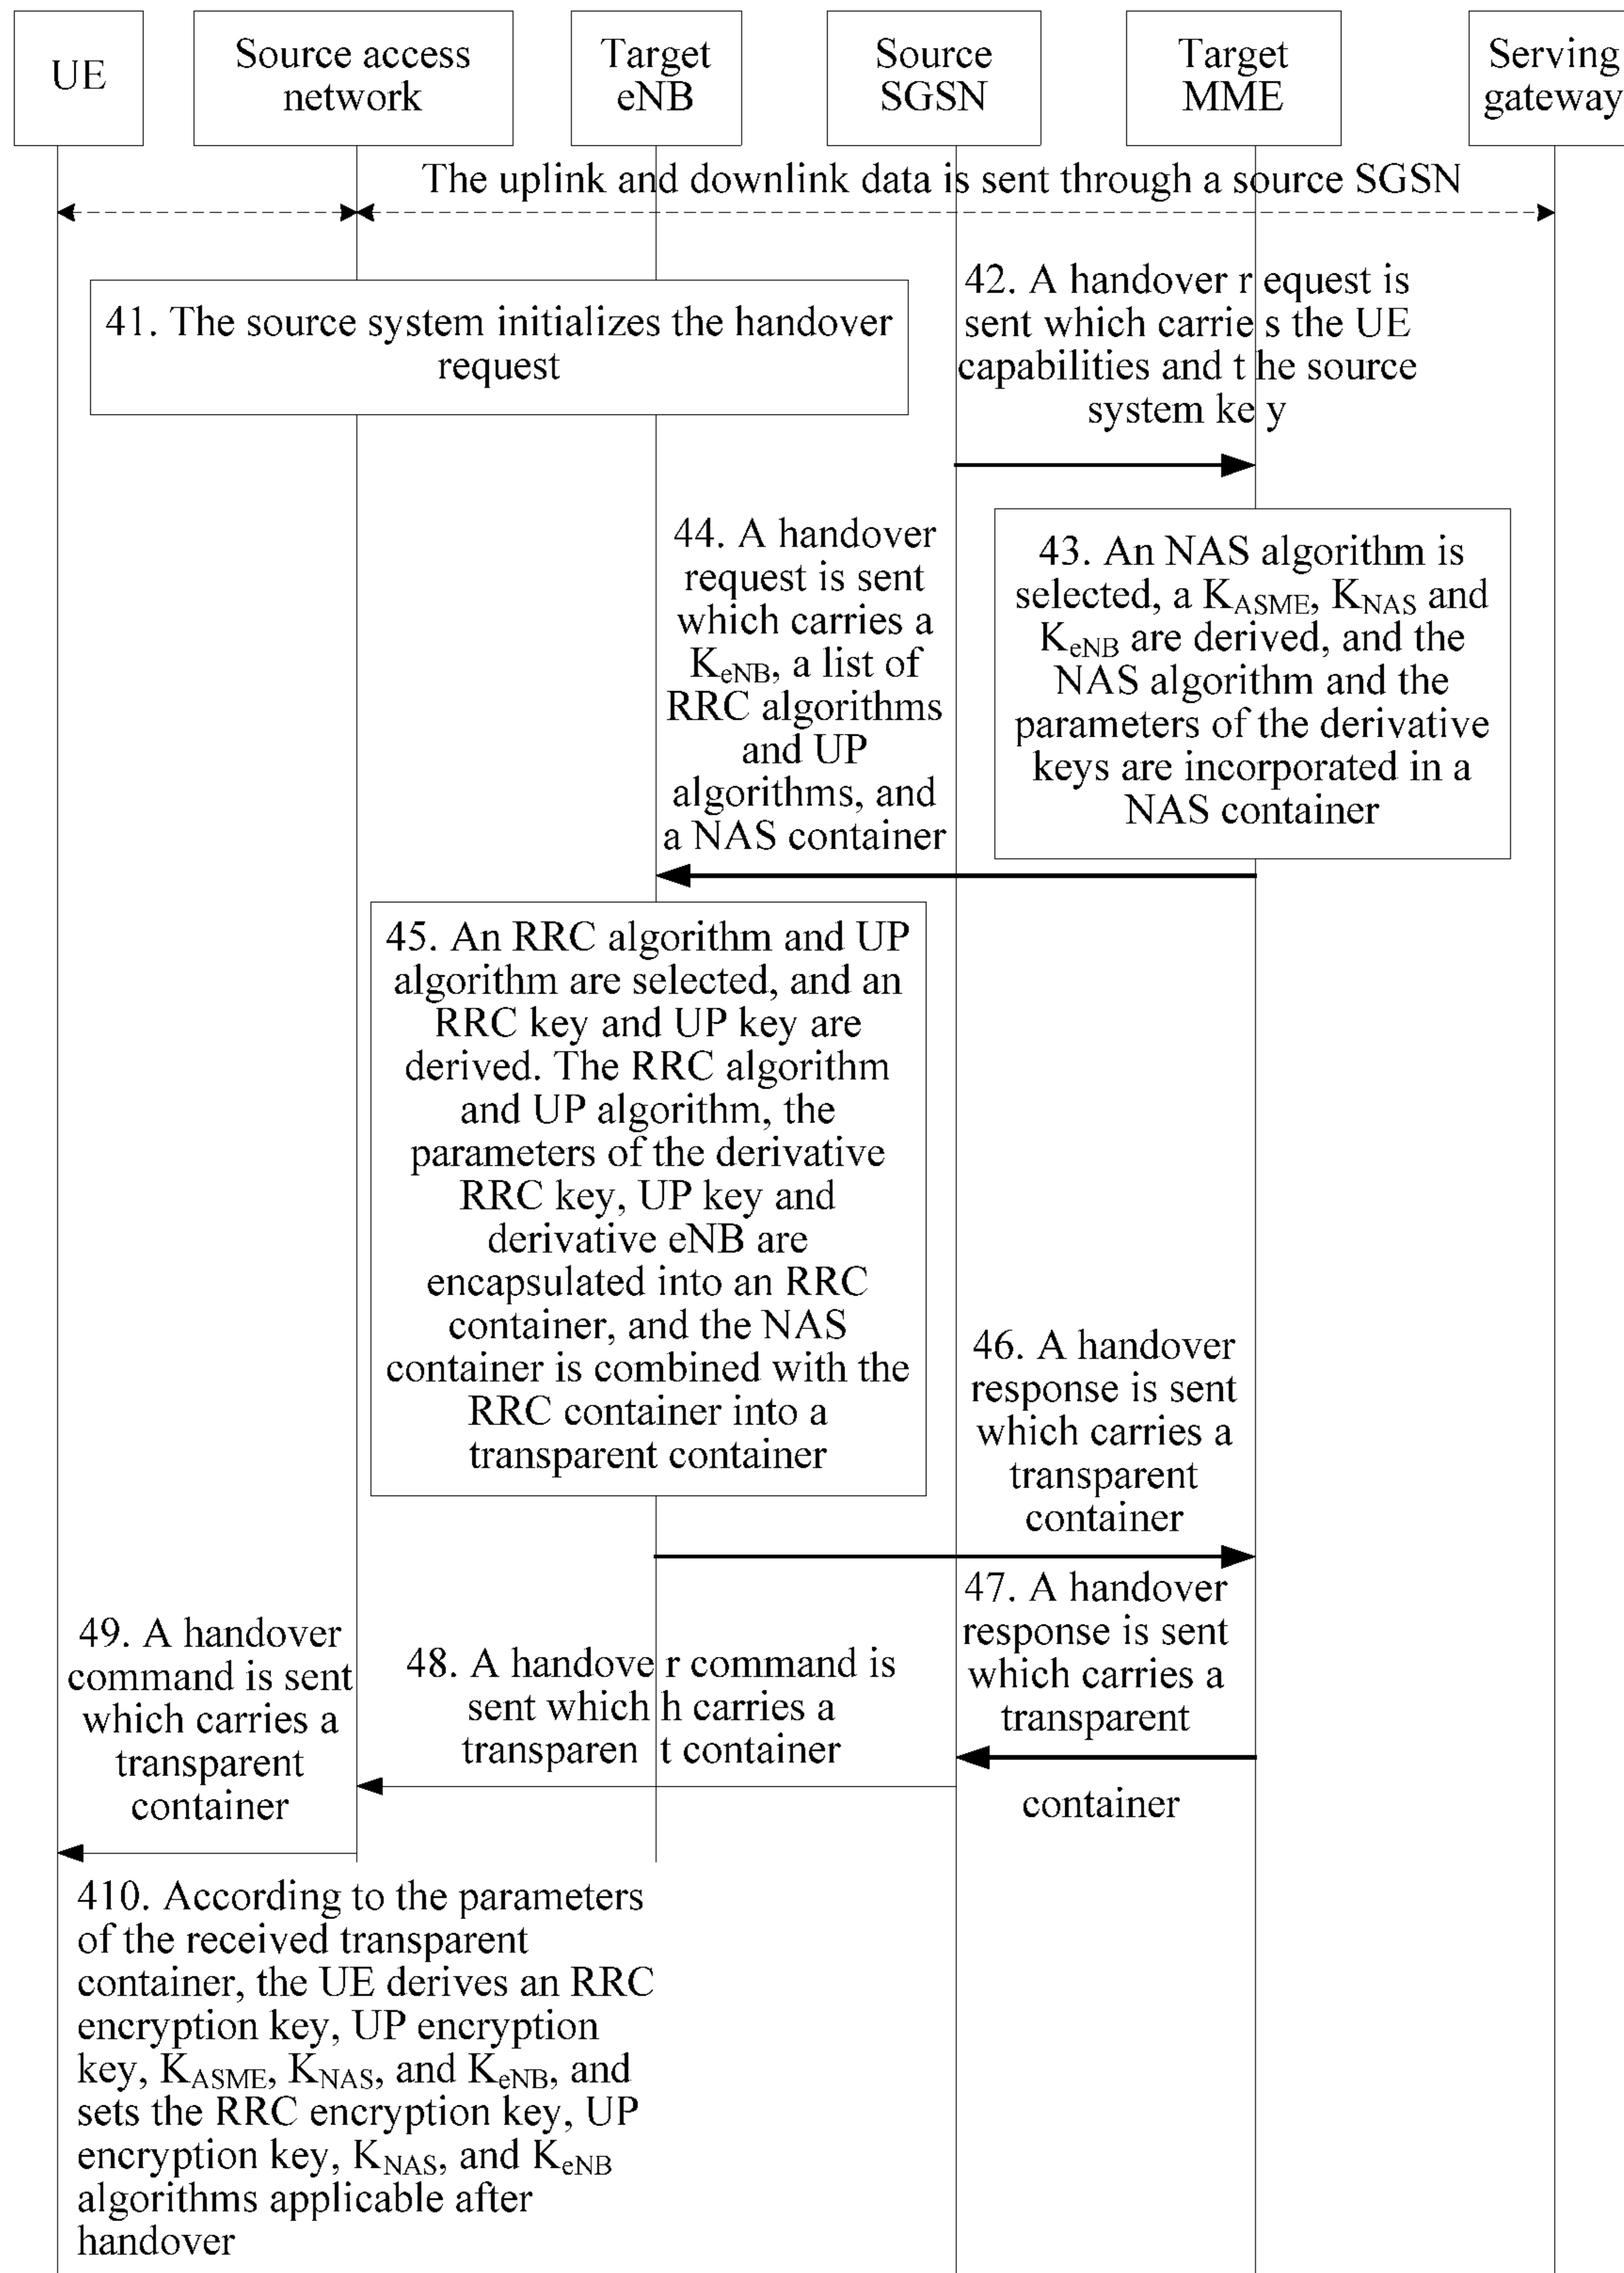 UE
Source access
network
Target
eNB
Source
SGSN
Target
MME
Serving
gateway
The uplink and downlink data is sent through a source SGSN
41. The source system initializes the handover
request
42. A handover r equest is
sent which carrie s the UE
capabilities and t he source
system ke y
43. An NAS algorithm is
selected, a KASME, KNAS and
KeNB are derived, and the
NAS algorithm and the
parameters of the derivative
keys are incorporated in a
NAS container
44. A handover
request is sent
which carries a
KeNB, a list of
RRC algorithms
and UP
algorithms, and
a NAS container
45. An RRC algorithm and UP
algorithm are selected, and an
RRC key and UP key are
derived. The RRC algorithm
and UP algorithm, the
parameters of the derivative
RRC key, UP key and
derivative eNB are
encapsulated into an RRC
container, and the NAS
container is combined with the
RRC container into a
transparent container
46. A handover
response is sent
which carries a
transparent
container
47. A handover
response is sent
which carries a
transparent
container
48. A handove r command is
sent which h carries a
transparen t container
49. A handover
command is sent
which carries a
transparent
container
410. According to the parameters
of the received transparent
container, the UE derives an RRC
encryption key, UP encryption
key, KASME, KNAS, and KeNB, and
sets the RRC encryption key, UP
encryption key, KNAS, and KeNB
algorithms applicable after
handover